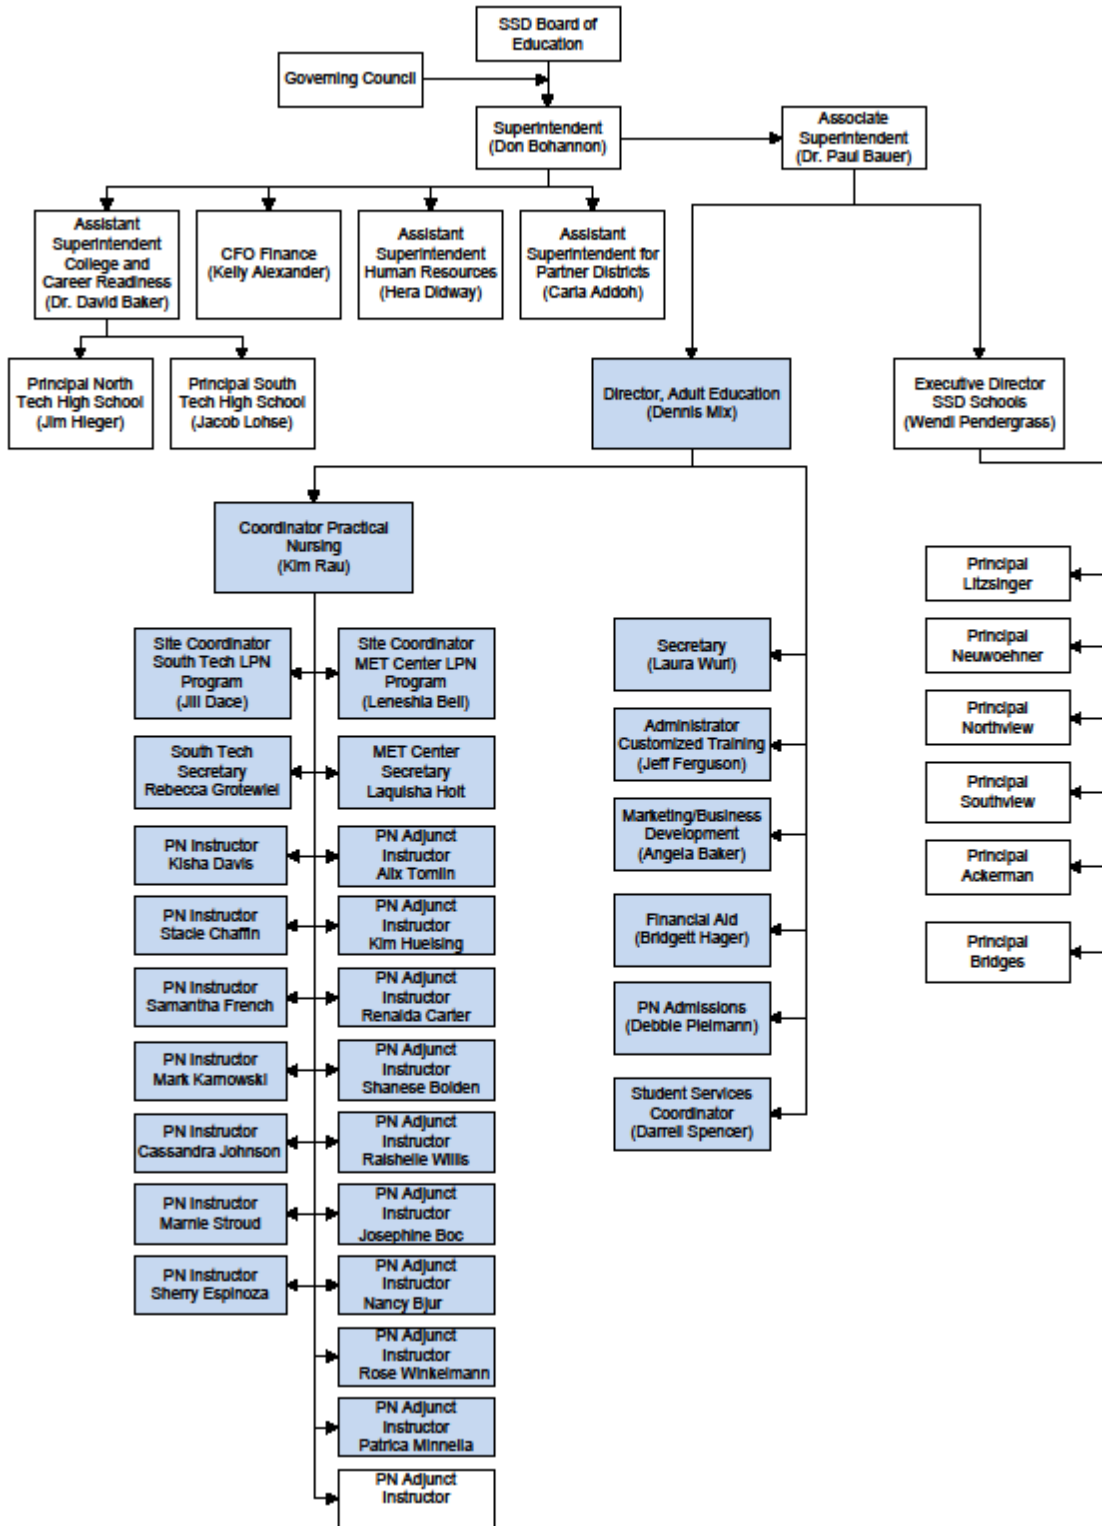 SSD Board of
Education
Governing Council
Superintendent
(Don Bohannon)
Associate
Superintendent
(Dr. Paul Bauer)
Assistant
Superintendent
College and
Career Readiness
(Dr. David Baker)
CFO Finance
(Kelly Alexander)
Assistant
Superintendent
Human Resources
(Hera Didway)
Assistant
Superintendent for
Partner Districts
(Carla Addoh)
Principal North
Tech High School
(Jim Hieger)
Principal South
Tech High School
(Jacob Lohse)
Director, Adult Education
(Dennis Mix)
Executive Director
SSD Schools
(Wendi Pendergrass)
Coordinator Practical
Nursing
(Kim Rau)
Site Coordinator
South Tech LPN
Program
(Jill Dace)
Site Coordinator
MET Center LPN
Program
(Leneshia Bell)
South Tech
Secretary
Rebecca Grotewiel
MET Center
Secretary
Laquisha Holt
PN Instructor
Kisha Davis
PN Adjunct
Instructor
Alix Tomlin
PN Instructor
Stacie Chaffin
PN Adjunct
Instructor
Kim Huelsing
PN Instructor
Samantha French
PN Adjunct
Instructor
Renalda Carter
PN Instructor
Mark Karnowski
PN Adjunct
Instructor
Shanese Bolden
PN Instructor
Cassandra Johnson
PN Adjunct
Instructor
Raishelle Willis
PN Instructor
Marnie Stroud
PN Adjunct
Instructor
Josephine Boc
PN Instructor
Sherry Espinoza
PN Adjunct
Instructor
Nancy Bjur
PN Adjunct
Instructor
Rose Winkelmann
PN Adjunct
Instructor
Patrica Minnella
PN Adjunct
Instructor
Secretary
(Laura Wurl)
Administrator
Customized Training
(Jeff Ferguson)
Marketing/Business
Development
(Angela Baker)
Financial Aid
(Bridgett Hager)
PN Admissions
(Debbie Pielmann)
Student Services
Coordinator
(Darrell Spencer)
Principal
Litzsinger
Principal
Neuwoehner
Principal
Northview
Principal
Southview
Principal
Ackerman
Principal
Bridges